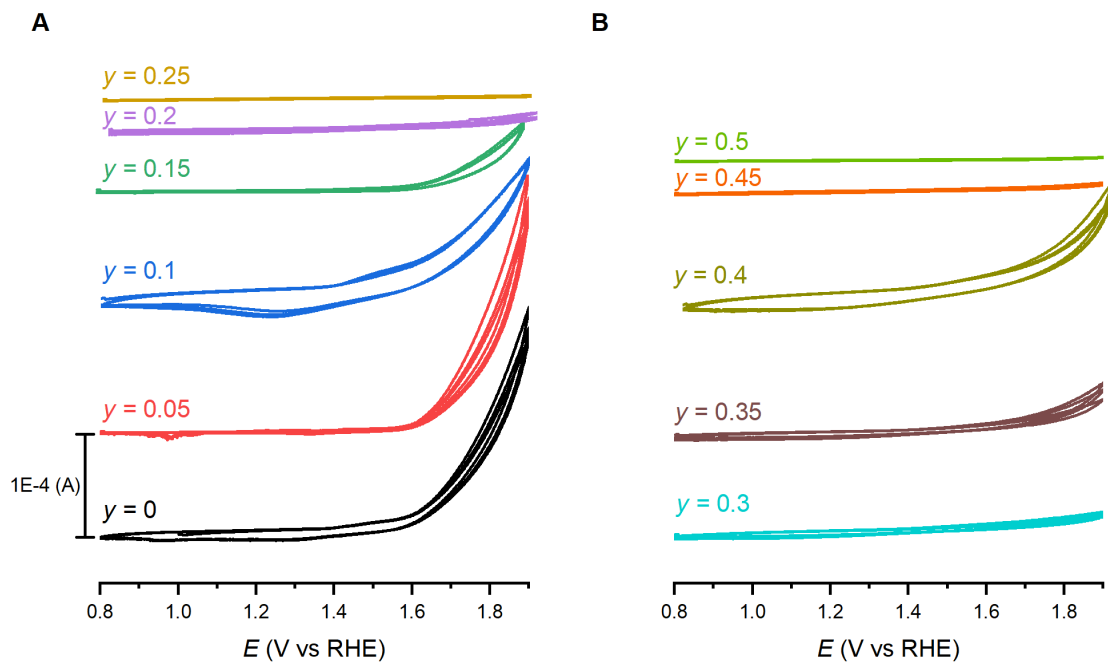 A
y = 0.25
y = 0.2
y = 0.15
y = 0.1
y = 0.05
1E-4 (A)
y = 0
0.8 1.0 1.2 1.4 1.6 1.8
E (V vs RHE)
B
y = 0.5
y = 0.45
y = 0.4
y = 0.35
y = 0.3
0.8 1.0 1.2 1.4 1.6 1.8
E (V vs RHE)